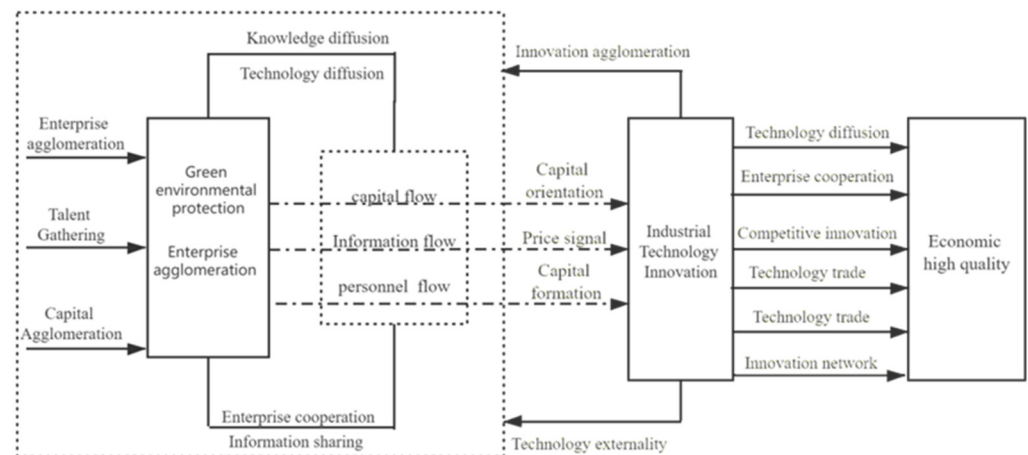 Knowledge diffusion
Technology diffusion
Innovation agglomeration
Enterprise
agglomeration
Talent
Gathering
Capital
Agglomeration
Green
environmental
protection
Enterprise
agglomeration
capital flow
Information flow
personnel flow
Capital
orientation
Price signal
Capital
formation
Industrial
Technology
Innovation
Technology diffusion
Enterprise cooperation
Competitive innovation
Technology trade
Technology trade
Innovation network
Economic
high quality
Enterprise cooperation
Information sharing
Technology externality